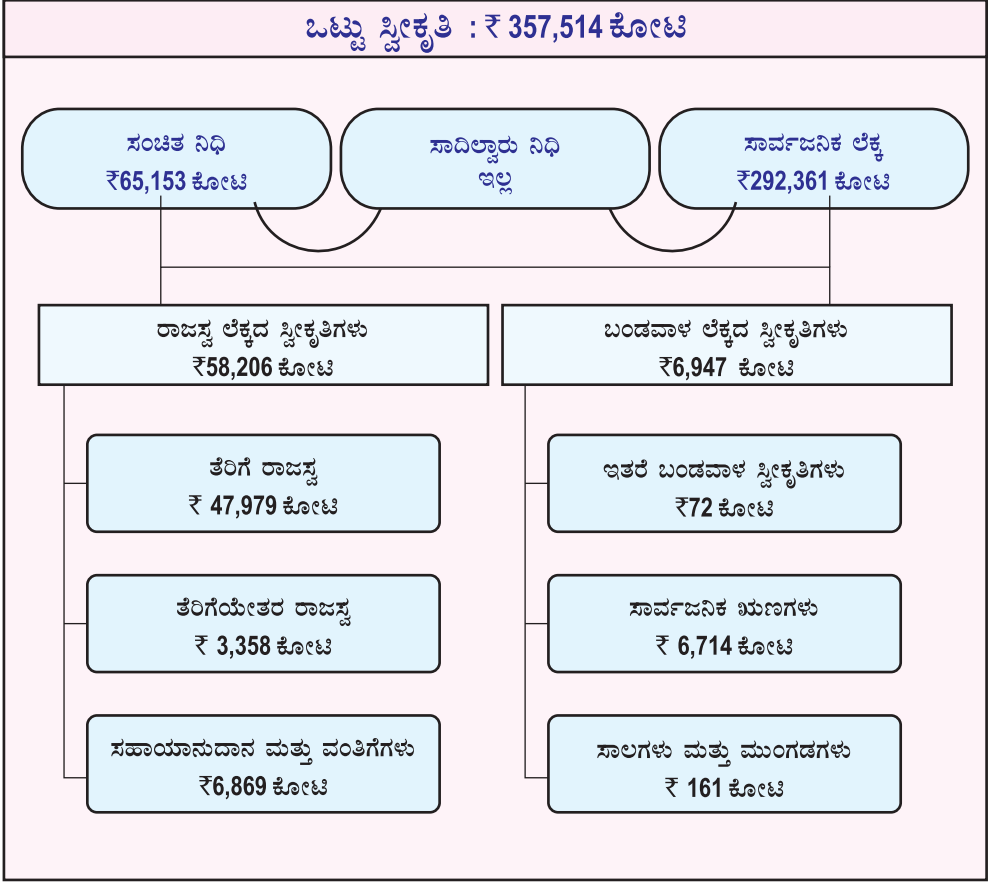 ಒಟ್ಟು ಸ್ವೀಕೃತಿ : ₹ 357,514 ಕೋಟಿ
ಸಂಚಿತ ನಿಧಿ
₹65,153 ಕೋಟಿ
ಸಾದಿಲ್ವಾರು ನಿಧಿ
ಇಲ್ಲ
ಸಾರ್ವಜನಿಕ ಲೆಕ್ಕ
₹292,361 ಕೋಟಿ
ರಾಜಸ್ವ ಲೆಕ್ಕದ ಸ್ವೀಕೃತಿಗಳು
₹58,206 ಕೋಟಿ
ಬಂಡವಾಳ ಲೆಕ್ಕದ ಸ್ವೀಕೃತಿಗಳು
₹6,947 ಕೋಟಿ
ತೆರಿಗೆ ರಾಜಸ್ವ
₹ 47,979 ಕೋಟಿ
ತೆರಿಗೆಯೇತರ ರಾಜಸ್ವ
₹ 3,358 ಕೋಟಿ
ಸಹಾಯಾನುದಾನ ಮತ್ತು ವಂತಿಗೆಗಳು
₹6,869 ಕೋಟಿ
ಇತರೆ ಬಂಡವಾಳ ಸ್ವೀಕೃತಿಗಳು
₹72 ಕೋಟಿ
ಸಾರ್ವಜನಿಕ ಋಣಗಳು
₹ 6,714 ಕೋಟಿ
ಸಾಲಗಳು ಮತ್ತು ಮುಂಗಡಗಳು
₹ 161 ಕೋಟಿ